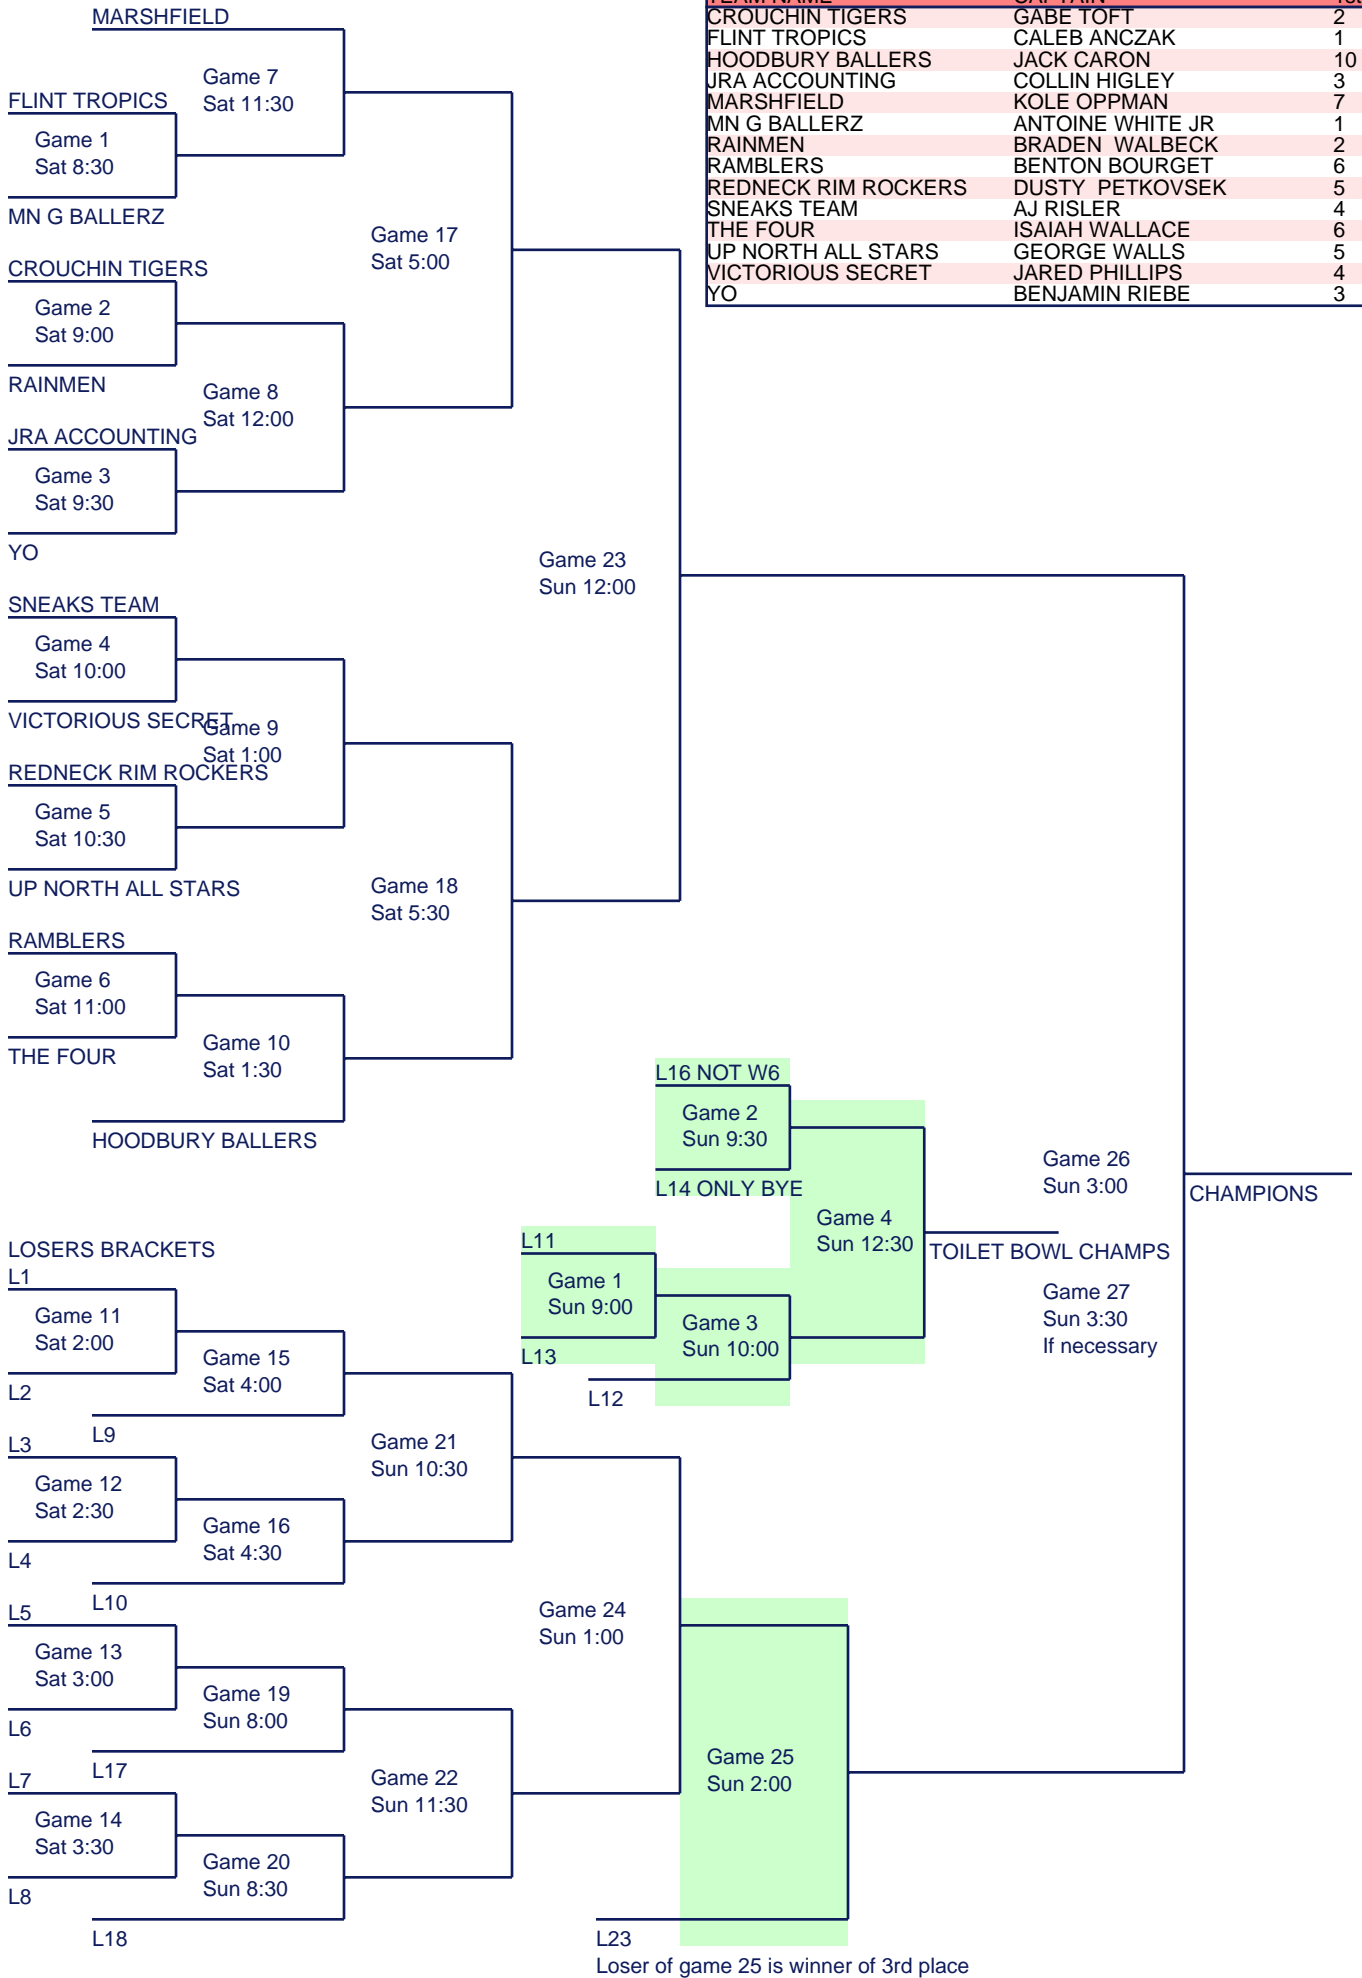 MARSHFIELD
Game 7
Sat 11:30
FLINT TROPICS
Game 1
Sat 8:30
MN G BALLERZ
Game 17
Sat 5:00
CROUCHIN TIGERS
Game 2
Sat 9:00
RAINMEN
Game 8
Sat 12:00
JRA ACCOUNTING
Game 3
Sat 9:30
YO
Game 23
Sun 12:00
SNEAKS TEAM
Game 4
Sat 10:00
VICTORIOUS SECRET
Game 9
Sat 1:00
REDNECK RIM ROCKERS
Game 5
Sat 10:30
UP NORTH ALL STARS
Game 18
Sat 5:30
RAMBLERS
Game 6
Sat 11:00
THE FOUR
Game 10
Sat 1:30
HOODBURY BALLERS
CROUCHIN TIGERS GABE TOFT 2
FLINT TROPICS CALEB ANCZAK 1
HOODBURY BALLERS JACK CARON 10
JRA ACCOUNTING COLLIN HIGLEY 3
MARSHFIELD KOLE OPPMAN 7
MN G BALLERZ ANTOINE WHITE JR 1
RAINMEN BRADEN WALBECK 2
RAMBLERS BENTON BOURGET 6
REDNECK RIM ROCKERS DUSTY PETKOVSEK 5
SNEAKS TEAM AJ RISLER 4
THE FOUR ISAIAH WALLACE 6
UP NORTH ALL STARS GEORGE WALLS 5
VICTORIOUS SECRET JARED PHILLIPS 4
YO BENJAMIN RIEBE 3
L16 NOT W6
Game 2
Sun 9:30
L14 ONLY BYE
Game 4
Sun 12:30
TOILET BOWL CHAMPS
L11
Game 1
Sun 9:00
L13
Game 3
Sun 10:00
L12
Game 26
Sun 3:00
CHAMPIONS
Game 27
Sun 3:30
If necessary
LOSERS BRACKETS
L1
Game 11
Sat 2:00
L2
Game 15
Sat 4:00
L9
L3
Game 12
Sat 2:30
L4
Game 16
Sat 4:30
L10
Game 21
Sun 10:30
L5
Game 13
Sat 3:00
L6
Game 19
Sun 8:00
L17
L7
Game 14
Sat 3:30
L8
Game 20
Sun 8:30
L18
Game 22
Sun 11:30
Game 24
Sun 1:00
Game 25
Sun 2:00
L23
Loser of game 25 is winner of 3rd place